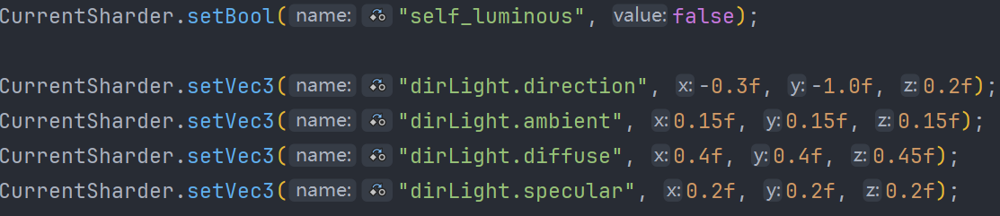 CurrentSharder.setBool( name: "self_luminous", value: false);
CurrentSharder.setVec3( name: "dirLight.direction", x: -0.3f, y: -1.0f, z: 0.2f);
CurrentSharder.setVec3( name: "dirLight.ambient", x: 0.15f, y: 0.15f, z: 0.15f);
CurrentSharder.setVec3( name: "dirLight.diffuse", x: 0.4f, y: 0.4f, z: 0.45f);
CurrentSharder.setVec3( name: "dirLight.specular", x: 0.2f, y: 0.2f, z: 0.2f);